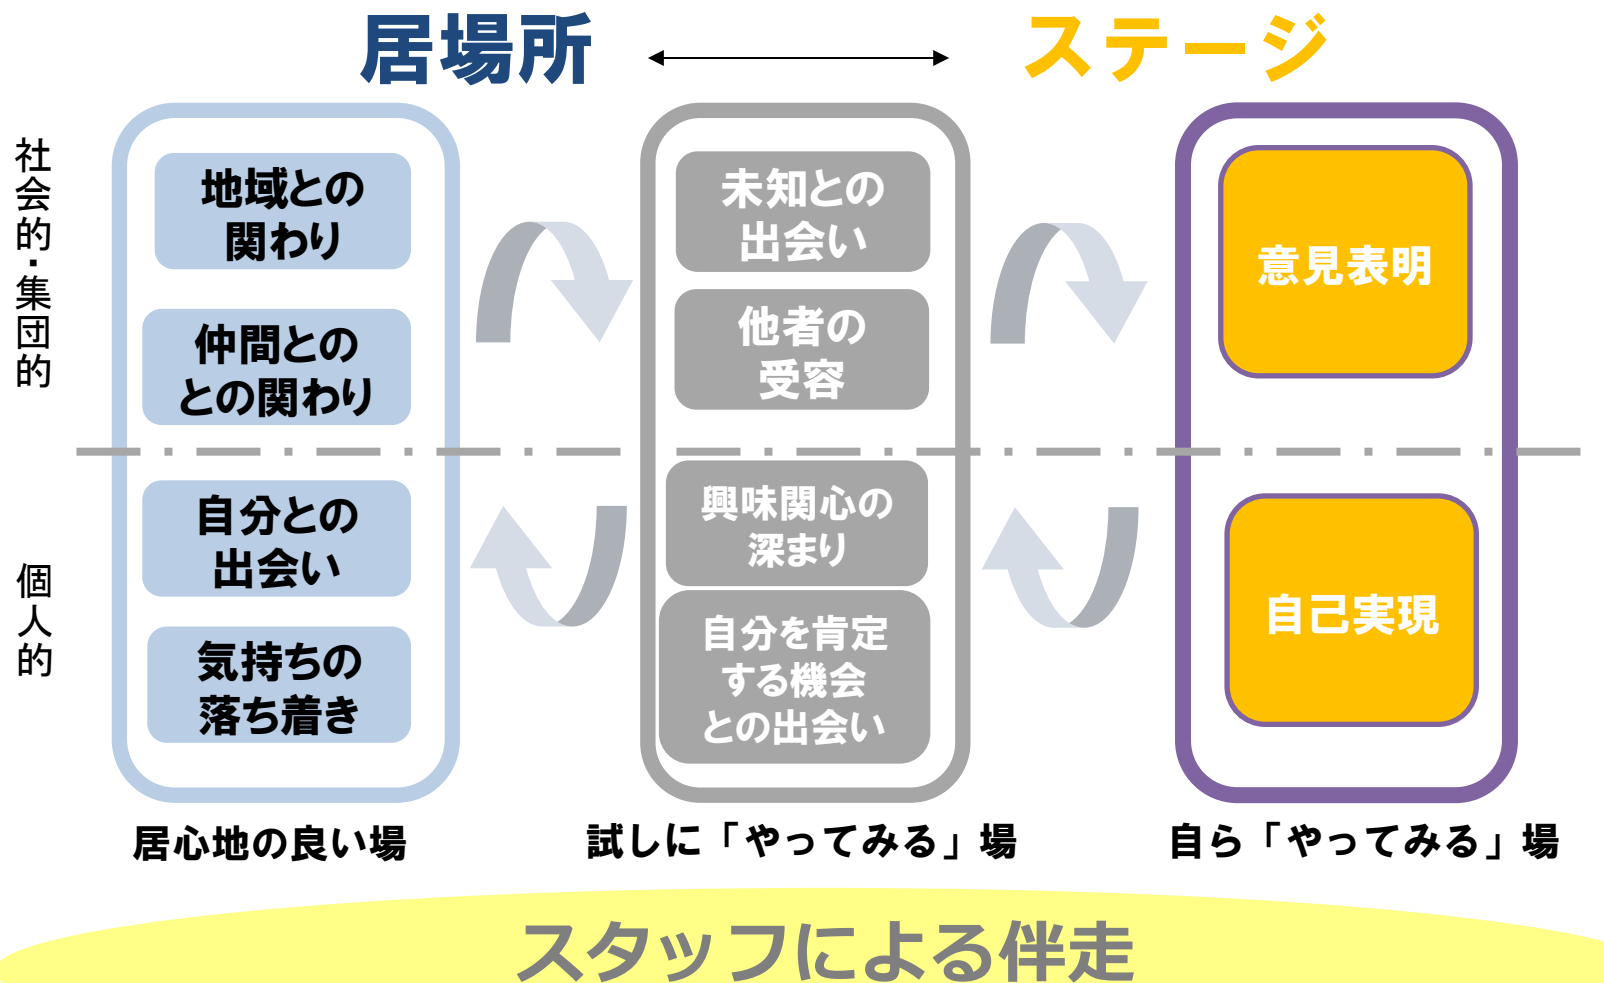 居場所
ステージ
社会的・集団的
個人的
地域との
関わり
仲間との
との関わり
自分との
出会い
気持ちの
落ち着き
居心地の良い場
未知との
出会い
他者の
受容
興味関心の
深まり
自分を肯定
する機会
との出会い
試しに「やってみる」場
意見表明
自己実現
自ら「やってみる」場
スタッフによる伴走